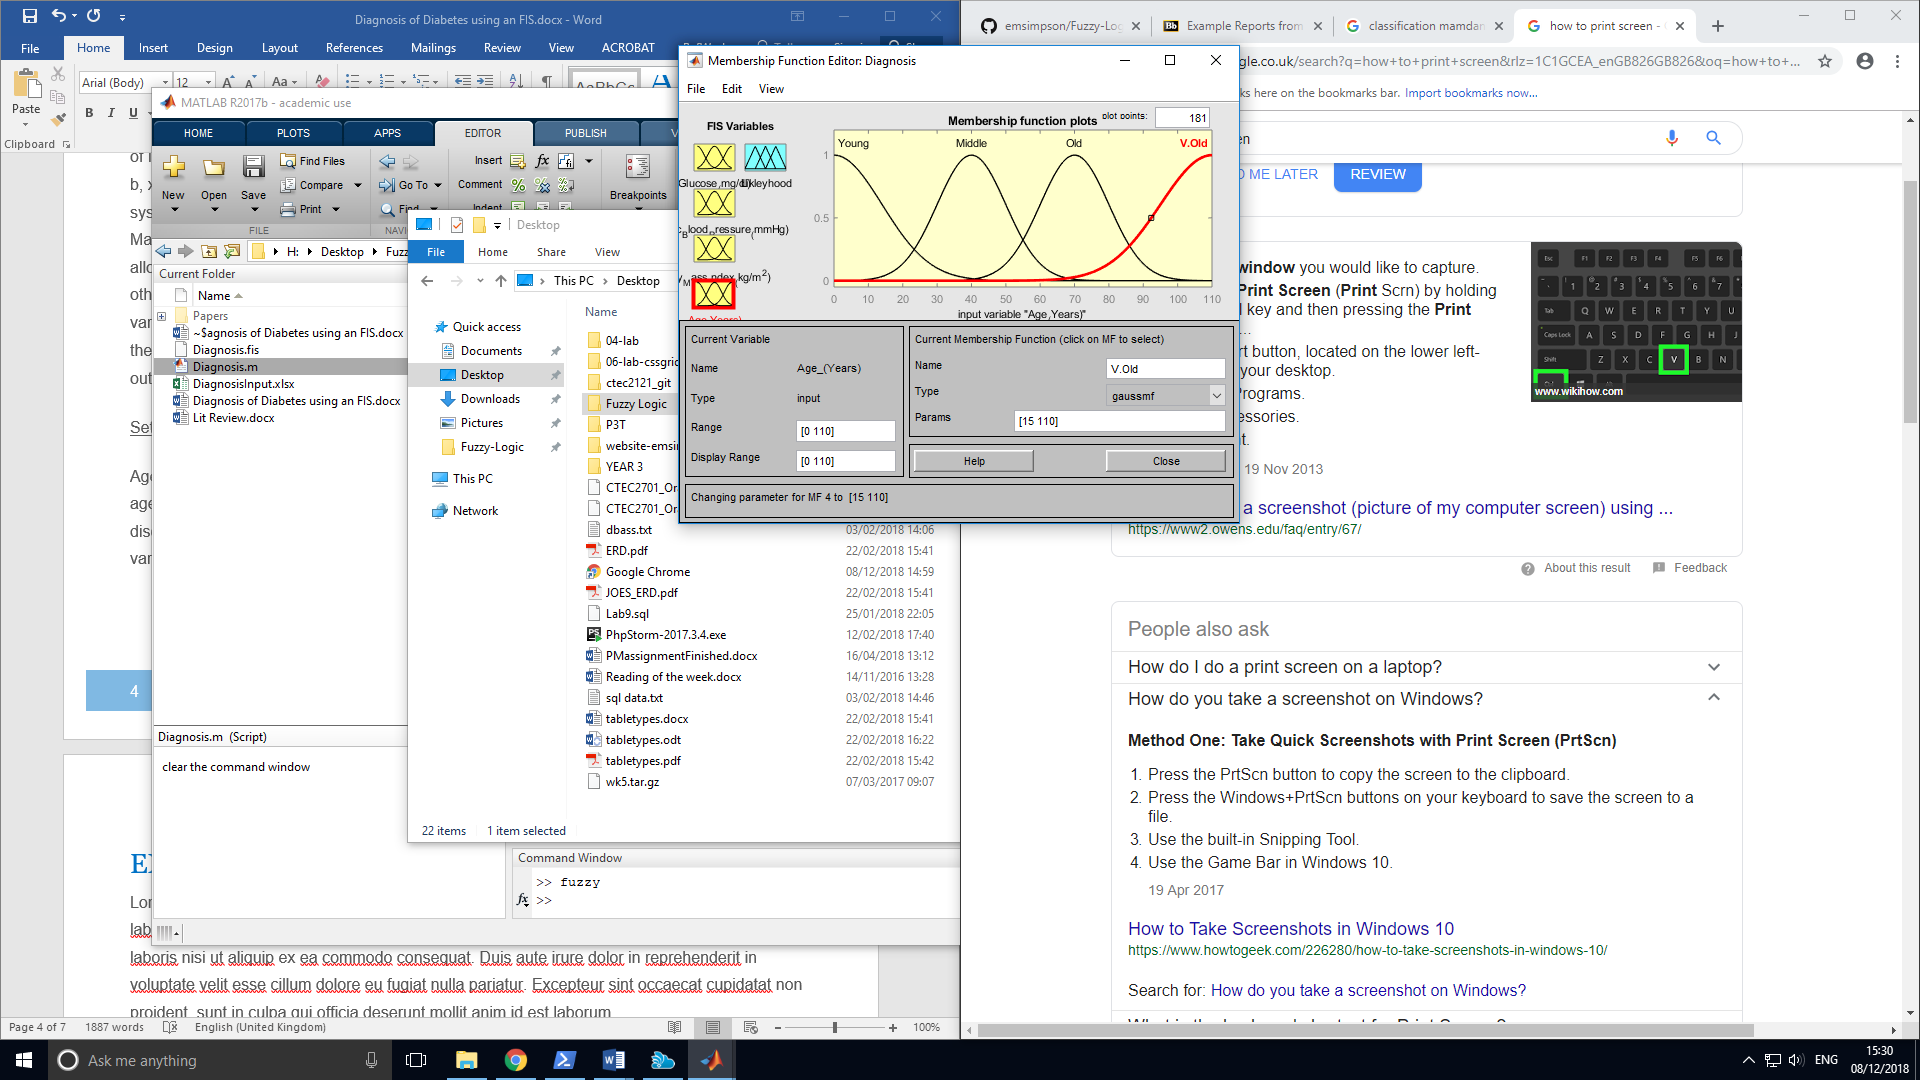 Diagnosis of Diabetes using an FIS.docx - Word
File Home Insert Design Layout References Mailings Review View ACROBAT
Arial (Body) 12
Paste
B I U
Clipboard
AaBbCcL
MATLAB R2017b - academic use
HOME PLOTS APPS EDITOR PUBLISH V
New Open Save
Find Files
Compare
Print
Go To
Find
Insert
Comment
Indent
Breakpoints
FILE
H: Desktop
Current Folder
Name
Papers
~$agnosis of Diabetes using an FIS.docx
Diagnosis.fis
Diagnosis.m
DiagnosisInput.xlsx
Diagnosis of Diabetes using an FIS.docx
Lit Review.docx
Diagnosis.m (Script)
clear the command window
4
Command Window
>> fuzzy
>>
laboris nisi ut aliquip ex ea commodo consequat. Duis aute irure dolor in reprehenderit in
voluptate velit esse cillum dolore eu fugiat nulla pariatur. Excepteur sint occaecat cupidatat non
proident, sunt in culpa qui officia deserunt mollit anim id est laborum
Page 4 of 7 1887 words English (United Kingdom) 100%
Desktop
File Home Share View
This PC Desktop
Quick access
Documents
Desktop
Downloads
Pictures
Fuzzy-Logic
This PC
Network
Name
04-lab
06-lab-cssgrid
ctec2121_git
Fuzzy Logic
P3T
YEAR 3
dbass.txt 03/02/2018 14:06
ERD.pdf 22/02/2018 15:41
Google Chrome 08/12/2018 14:59
JOES_ERD.pdf 22/02/2018 15:41
Lab9.sql 25/01/2018 22:05
PhpStorm-2017.3.4.exe 12/02/2018 17:40
PMassignmentFinished.docx 16/04/2018 13:12
Reading of the week.docx 14/11/2016 13:28
sql data.txt 03/02/2018 14:46
tabletypes.docx 22/02/2018 15:41
tabletypes.odt 22/02/2018 16:22
tabletypes.pdf 22/02/2018 15:42
wk5.tar.gz 07/03/2017 09:07
22 items 1 item selected
Membership Function Editor: Diagnosis
File Edit View
FIS Variables
Membership function plots plot points: 181
Young Middle Old V.Old
1
0.5
0
0 10 20 30 40 50 60 70 80 90 100 110
input variable "Age,Years)"
Current Variable
Name Age_(Years)
Type input
Range [0 110]
Display Range [0 110]
Current Membership Function (click on MF to select)
Name V.Old
Type gaussmf
Params [15 110]
Help Close
Changing parameter for MF 4 to [15 110]
emsimpson/Fuzzy-Log
Example Reports from
classification mamdan
how to print screen -
gle.co.uk/search?q=how+to+print+screen&rlz=1C1GCEA_enGB826GB826&oq=how+to+...
ks here on the bookmarks bar. Import bookmarks now...
en
D ME LATER REVIEW
window you would like to capture.
Print Screen (Print Scrn) by holding
key and then pressing the Print
...
rt button, located on the lower left-
your desktop.
Programs.
essories.
t.
19 Nov 2013
www.wikihow.com
a screenshot (picture of my computer screen) using ...
https://www2.owens.edu/faq/entry/67/
About this result Feedback
People also ask
How do I do a print screen on a laptop?
How do you take a screenshot on Windows?
Method One: Take Quick Screenshots with Print Screen (PrtScn)
1. Press the PrtScn button to copy the screen to the clipboard.
2. Press the Windows+PrtScn buttons on your keyboard to save the screen to a
file.
3. Use the built-in Snipping Tool.
4. Use the Game Bar in Windows 10.
19 Apr 2017
How to Take Screenshots in Windows 10
https://www.howtogeek.com/226280/how-to-take-screenshots-in-windows-10/
Search for: How do you take a screenshot on Windows?
Ask me anything
ENG
15:30
08/12/2018